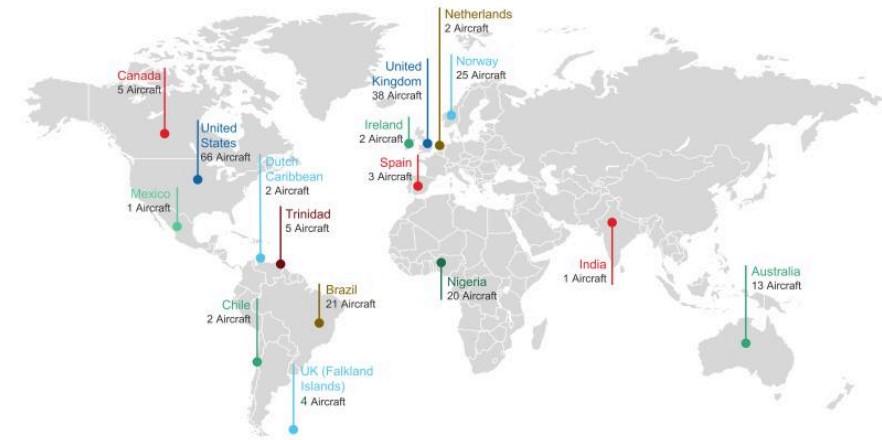 Netherlands
2 Aircraft
Canada
5 Aircraft
United
Kingdom
38 Aircraft
Norway
25 Aircraft
United
States
66 Aircraft
Ireland
2 Aircraft
Dutch
Caribbean
2 Aircraft
Spain
3 Aircraft
Mexico
1 Aircraft
Trinidad
5 Aircraft
India
1 Aircraft
Australia
13 Aircraft
Nigeria
20 Aircraft
Brazil
21 Aircraft
Chile
2 Aircraft
UK (Falkland
Islands)
4 Aircraft